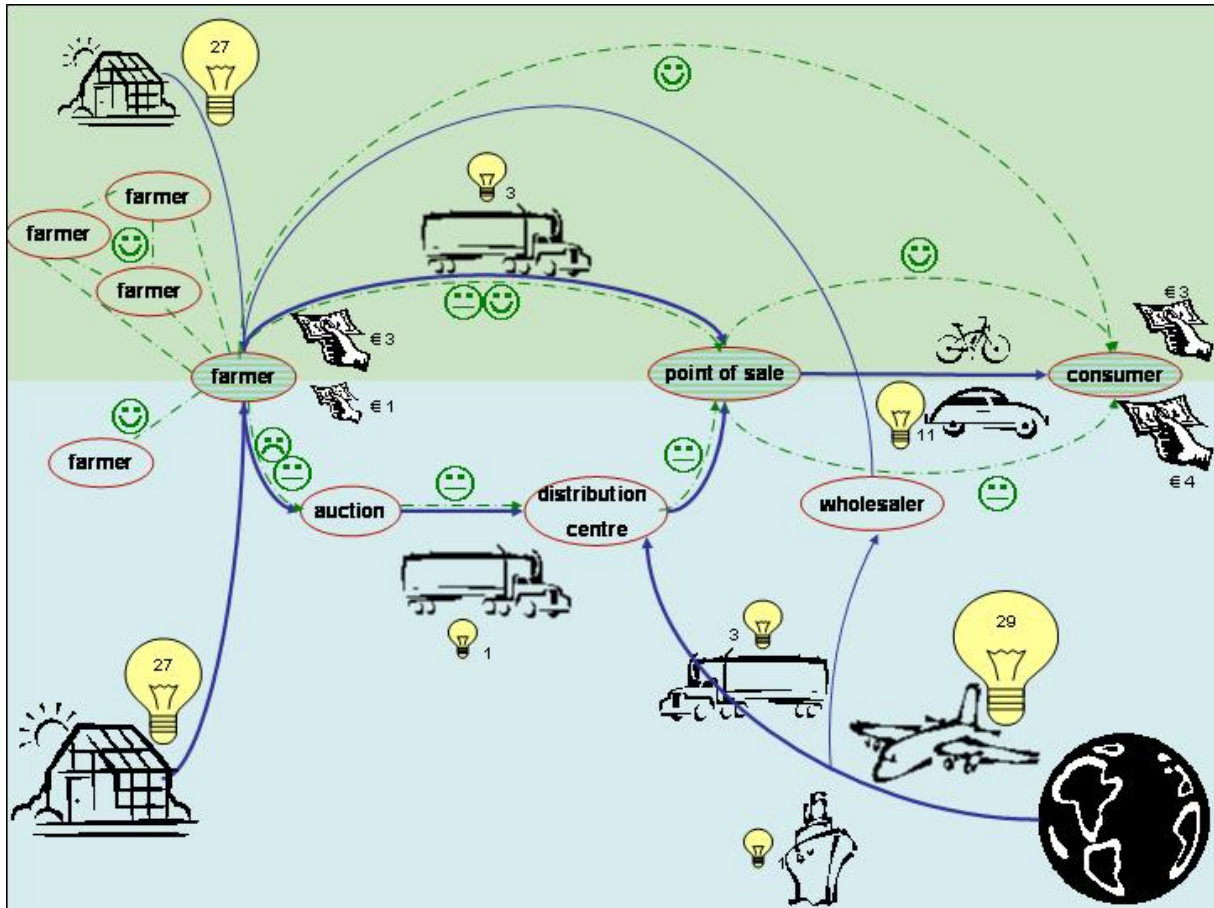 27
farmer
3
farmer
farmer
€3
€3
farmer
point of sale
consumer
€1
11
farmer
€4
auction
distribution
centre
wholesaler
1
3
29
27
1